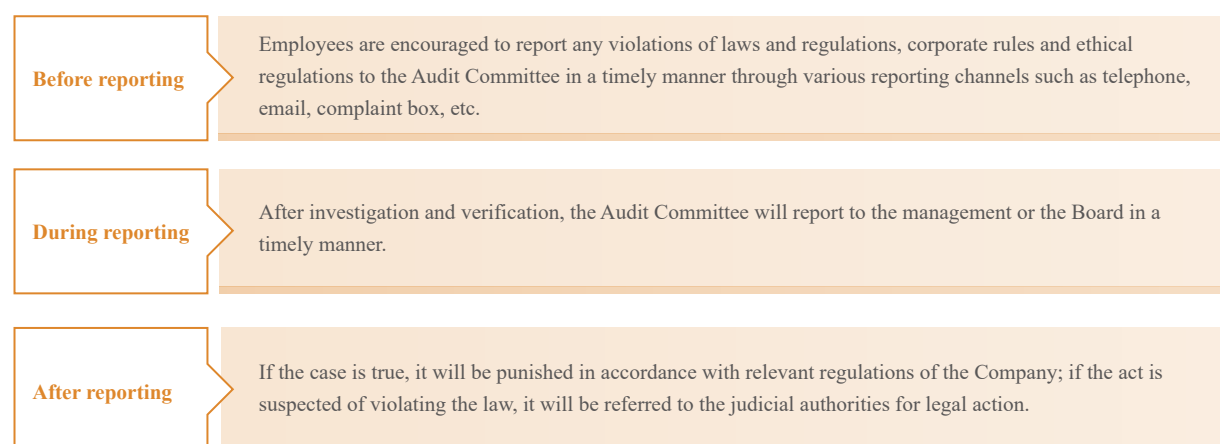 Before reporting
Employees are encouraged to report any violations of laws and regulations, corporate rules and ethical
regulations to the Audit Committee in a timely manner through various reporting channels such as telephone,
email, complaint box, etc.
During reporting
After investigation and verification, the Audit Committee will report to the management or the Board in a
timely manner.
After reporting
If the case is true, it will be punished in accordance with relevant regulations of the Company; if the act is
suspected of violating the law, it will be referred to the judicial authorities for legal action.